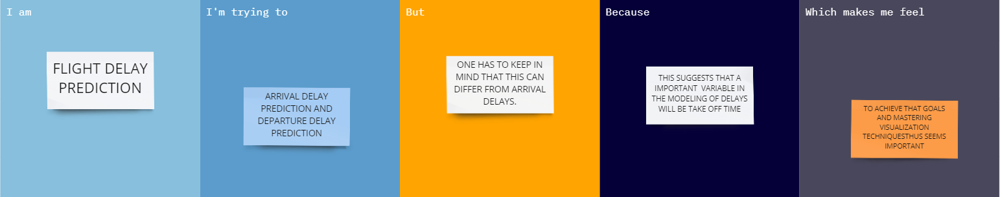 I am
FLIGHT DELAY
PREDICTION
I'm trying to
ARRIVAL DELAY
PREDICTION AND
DEPARTURE DELAY
PREDICTION
But
ONE HAS TO KEEP IN
MIND THAT THIS CAN
DIFFER FROM ARRIVAL
DELAYS.
Because
THIS SUGGESTS THAT A
IMPORTANT VARIABLE IN
THE MODELING OF DELAYS
WILL BE TAKE OFF TIME
Which makes me feel
TO ACHIEVE THAT GOALS
AND MASTERING
VISUALIZATION
TECHNIQUESTHUS SEEMS
IMPORTANT